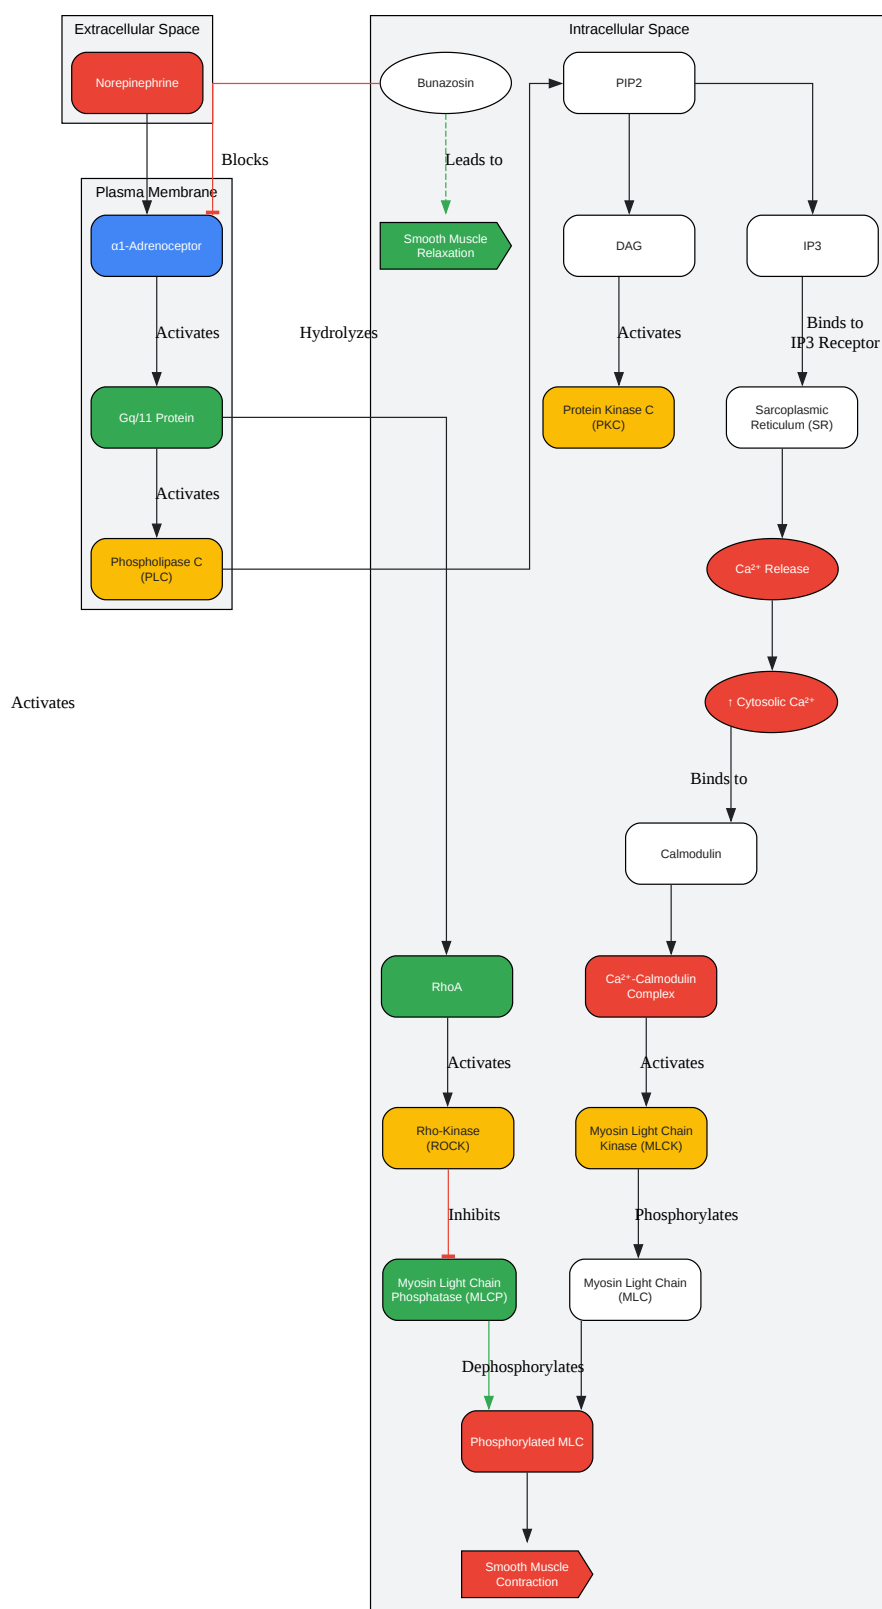 Extracellular Space
Intracellular Space
Norepinephrine
Bunazosin
PIP2
Blocks
Leads to
Plasma Membrane
α1-Adrenoceptor
Smooth Muscle
Relaxation
DAG
IP3
Activates
Hydrolyzes
Activates
Binds to
IP3 Receptor
Gq/11 Protein
Protein Kinase C
(PKC)
Sarcoplasmic
Reticulum (SR)
Activates
Phospholipase C
(PLC)
Ca²⁺ Release
Activates
↑ Cytosolic Ca²⁺
Binds to
Calmodulin
RhoA
Ca²⁺-Calmodulin
Complex
Activates
Activates
Rho-Kinase
(ROCK)
Myosin Light Chain
Kinase (MLCK)
Inhibits
Phosphorylates
Myosin Light Chain
Phosphatase (MLCP)
Myosin Light Chain
(MLC)
Dephosphorylates
Phosphorylated MLC
Smooth Muscle
Contraction